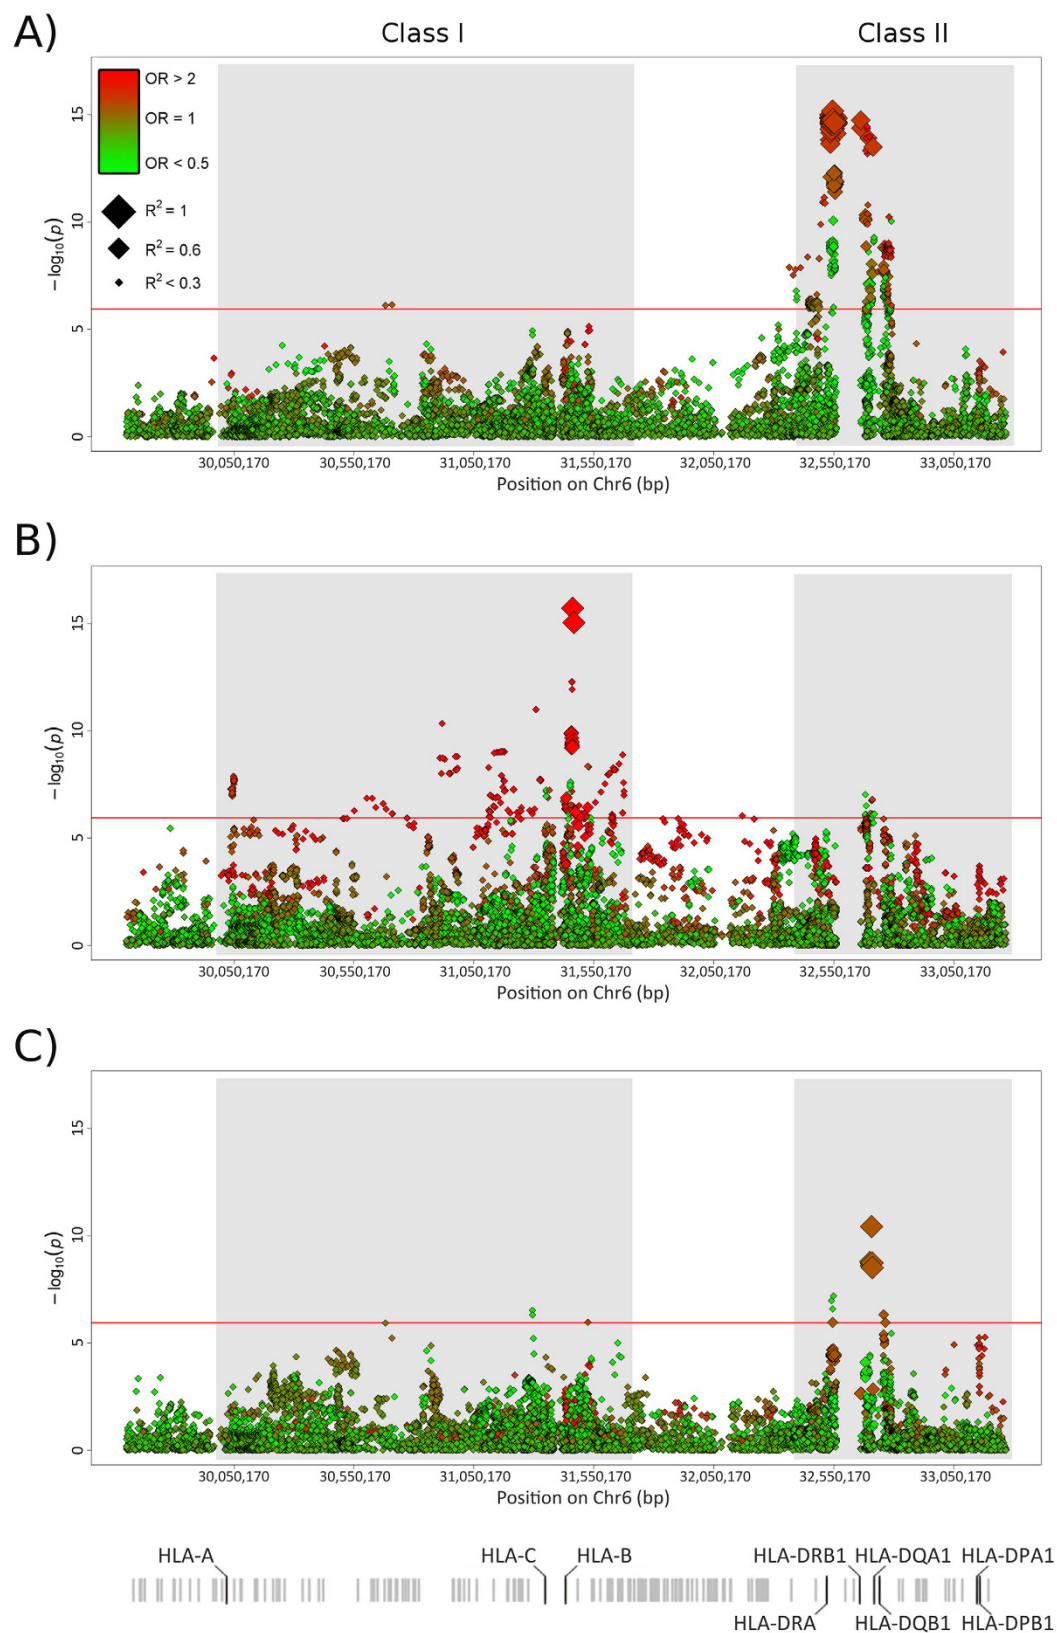 A)
Class I
Class II
OR > 2
OR = 1
OR < 0.5
R² = 1
R² = 0.6
R² < 0.3
−log₁₀(p)
15
10
5
0
30,050,170 30,550,170 31,050,170 31,550,170 32,050,170 32,550,170 33,050,170
Position on Chr6 (bp)
B)
−log₁₀(p)
15
10
5
0
30,050,170 30,550,170 31,050,170 31,550,170 32,050,170 32,550,170 33,050,170
Position on Chr6 (bp)
C)
−log₁₀(p)
15
10
5
0
30,050,170 30,550,170 31,050,170 31,550,170 32,050,170 32,550,170 33,050,170
Position on Chr6 (bp)
HLA-A HLA-C HLA-B HLA-DRB1 HLA-DQA1 HLA-DPA1
HLA-DRA HLA-DQB1 HLA-DPB1